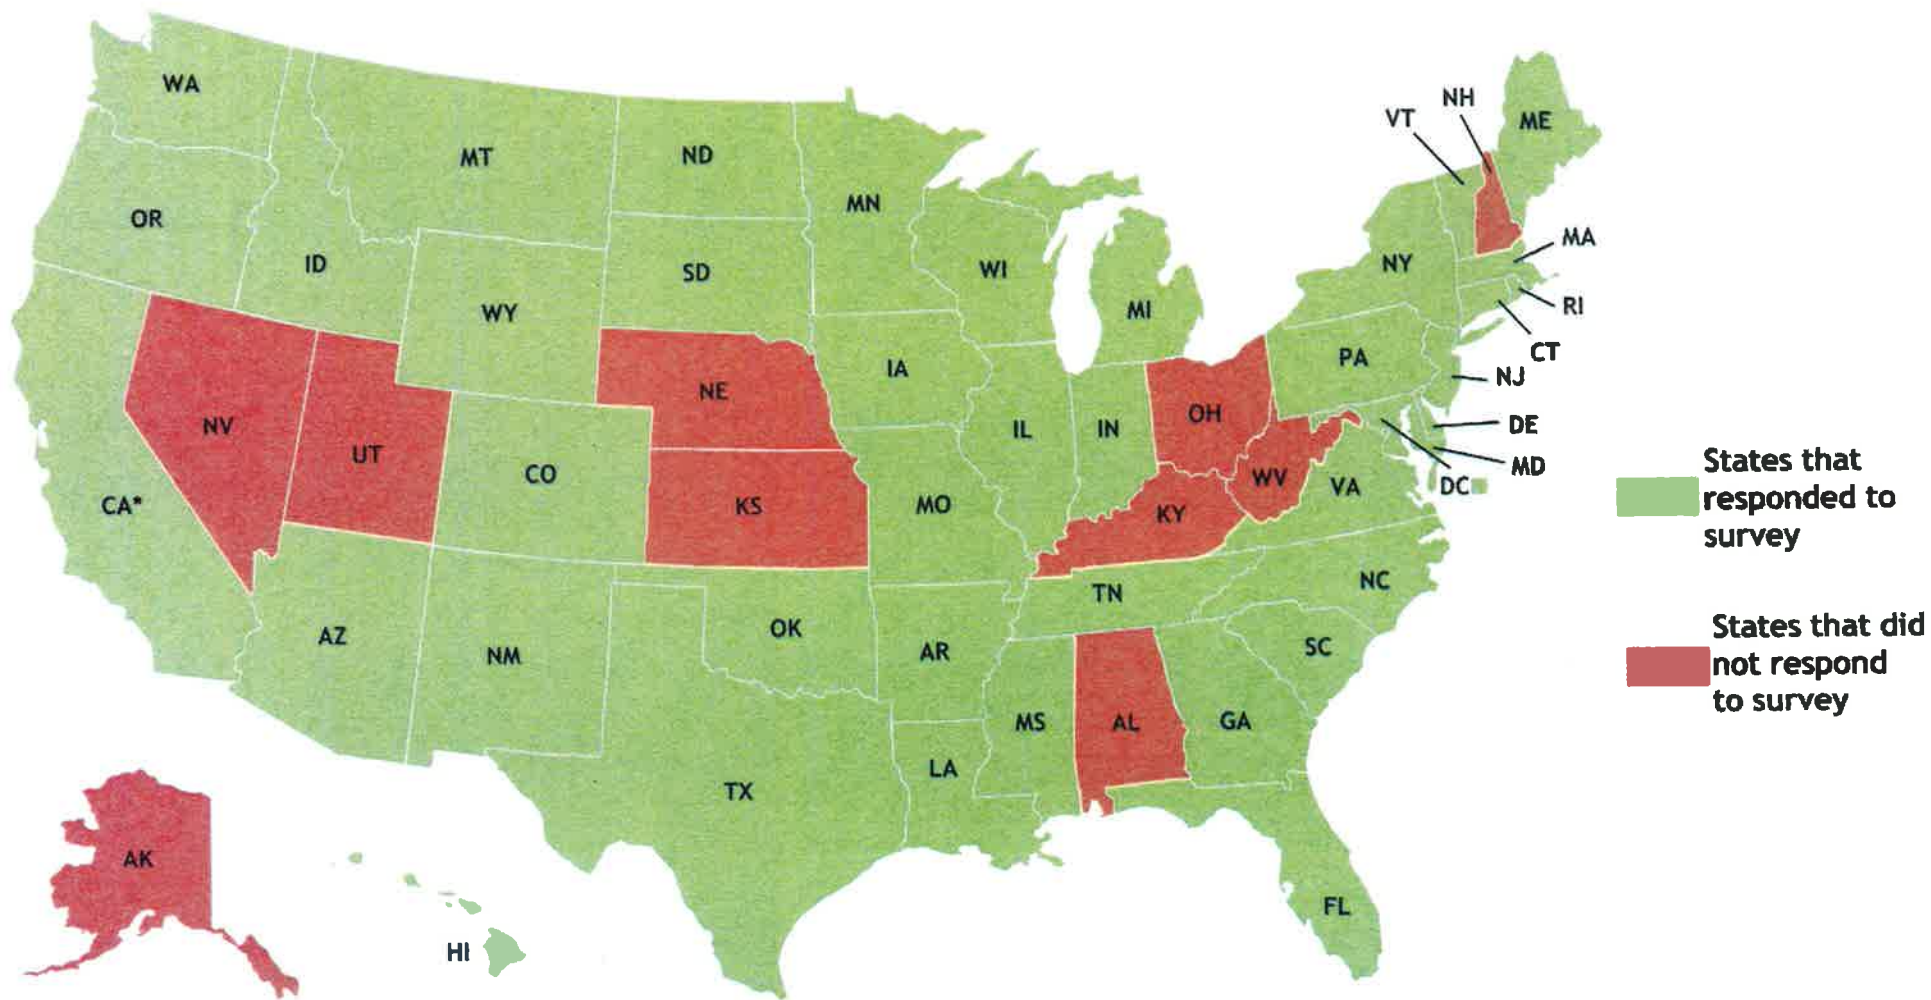 WA
MT
ND
MN
OR
ID
SD
WI
WY
MI
NE
IA
NV
UT
CO
KS
MO
IL
IN
OH
CA*
KY
WV
VA
AZ
NM
OK
AR
TN
NC
SC
MS
AL
GA
LA
TX
FL
AK
HI
NH
VT
ME
NY
MA
RI
CT
PA
NJ
DE
MD
DC
States that
responded to
survey
States that did
not respond
to survey